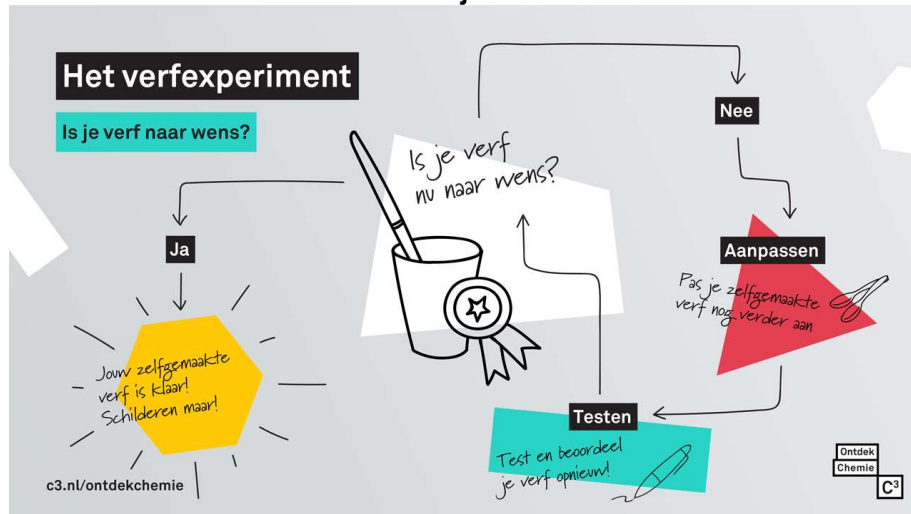 Het verfexperiment
Is je verf naar wens?
Is je verf
nu naar wens?
Nee
Ja
Aanpassen
Pas je zelfgemaakte
verf nog verder aan
Jouw zelfgemaakte
verf is klaar!
Schilderen maar!
Testen
Test en beoordeel
je verf opnieuw!
c3.nl/ontdekchemie
Ontdek
Chemie
C³